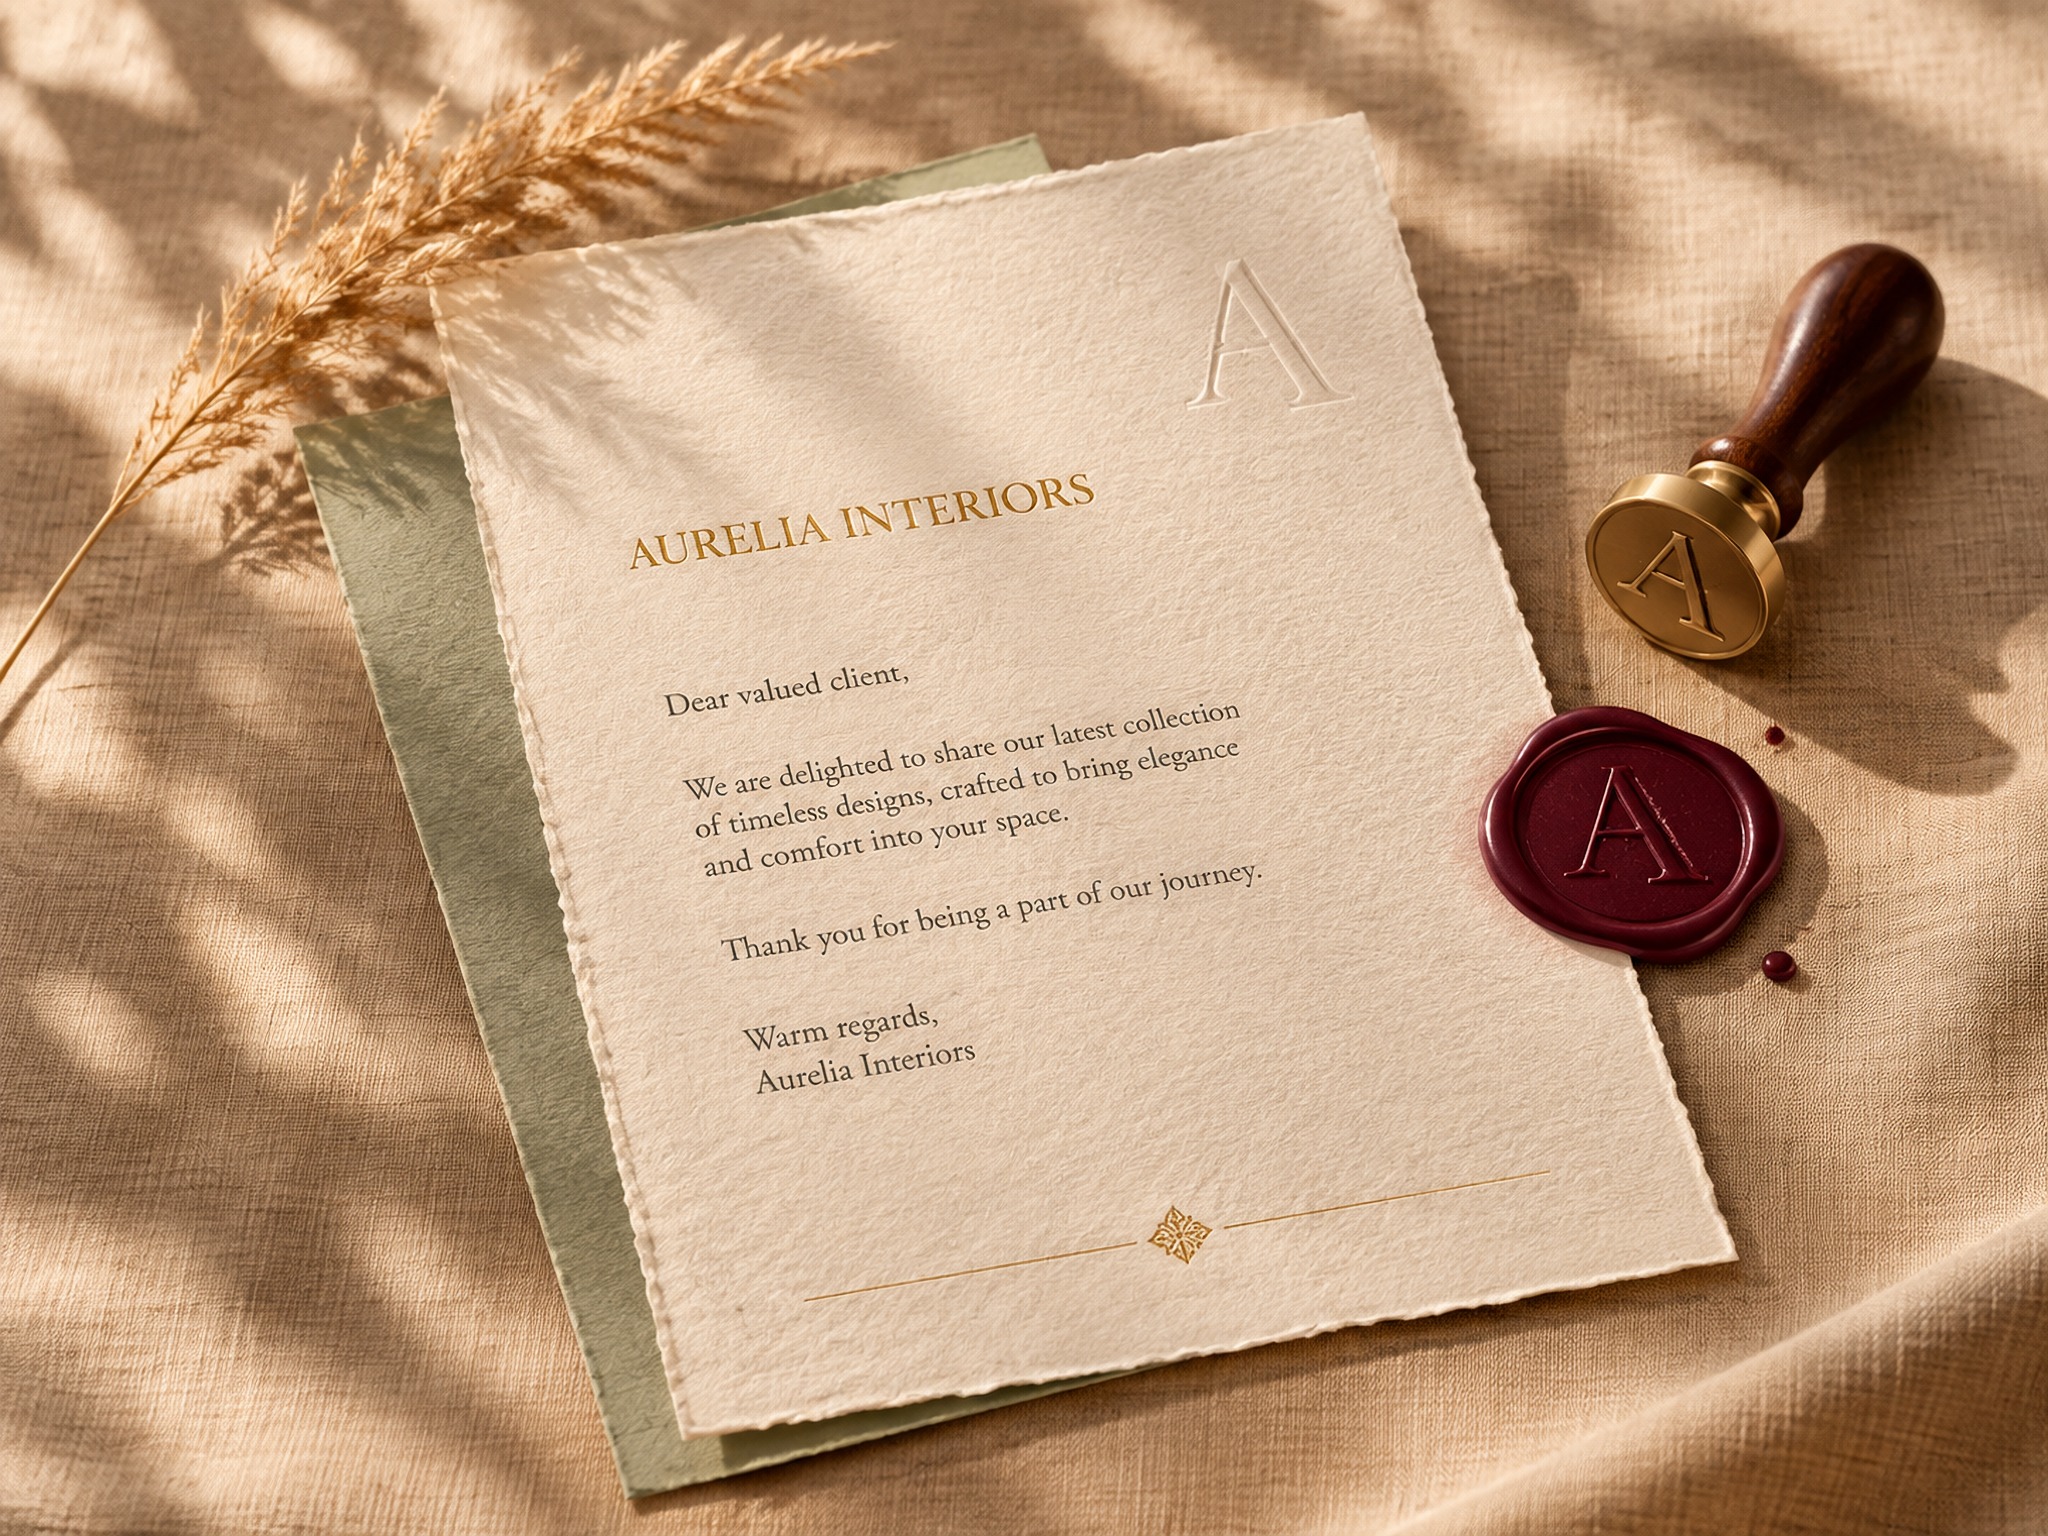 A
AURELIA INTERIORS
Dear valued client,
We are delighted to share our latest collection
of timeless designs, crafted to bring elegance
and comfort into your space.
Thank you for being a part of our journey.
Warm regards,
Aurelia Interiors
A
A